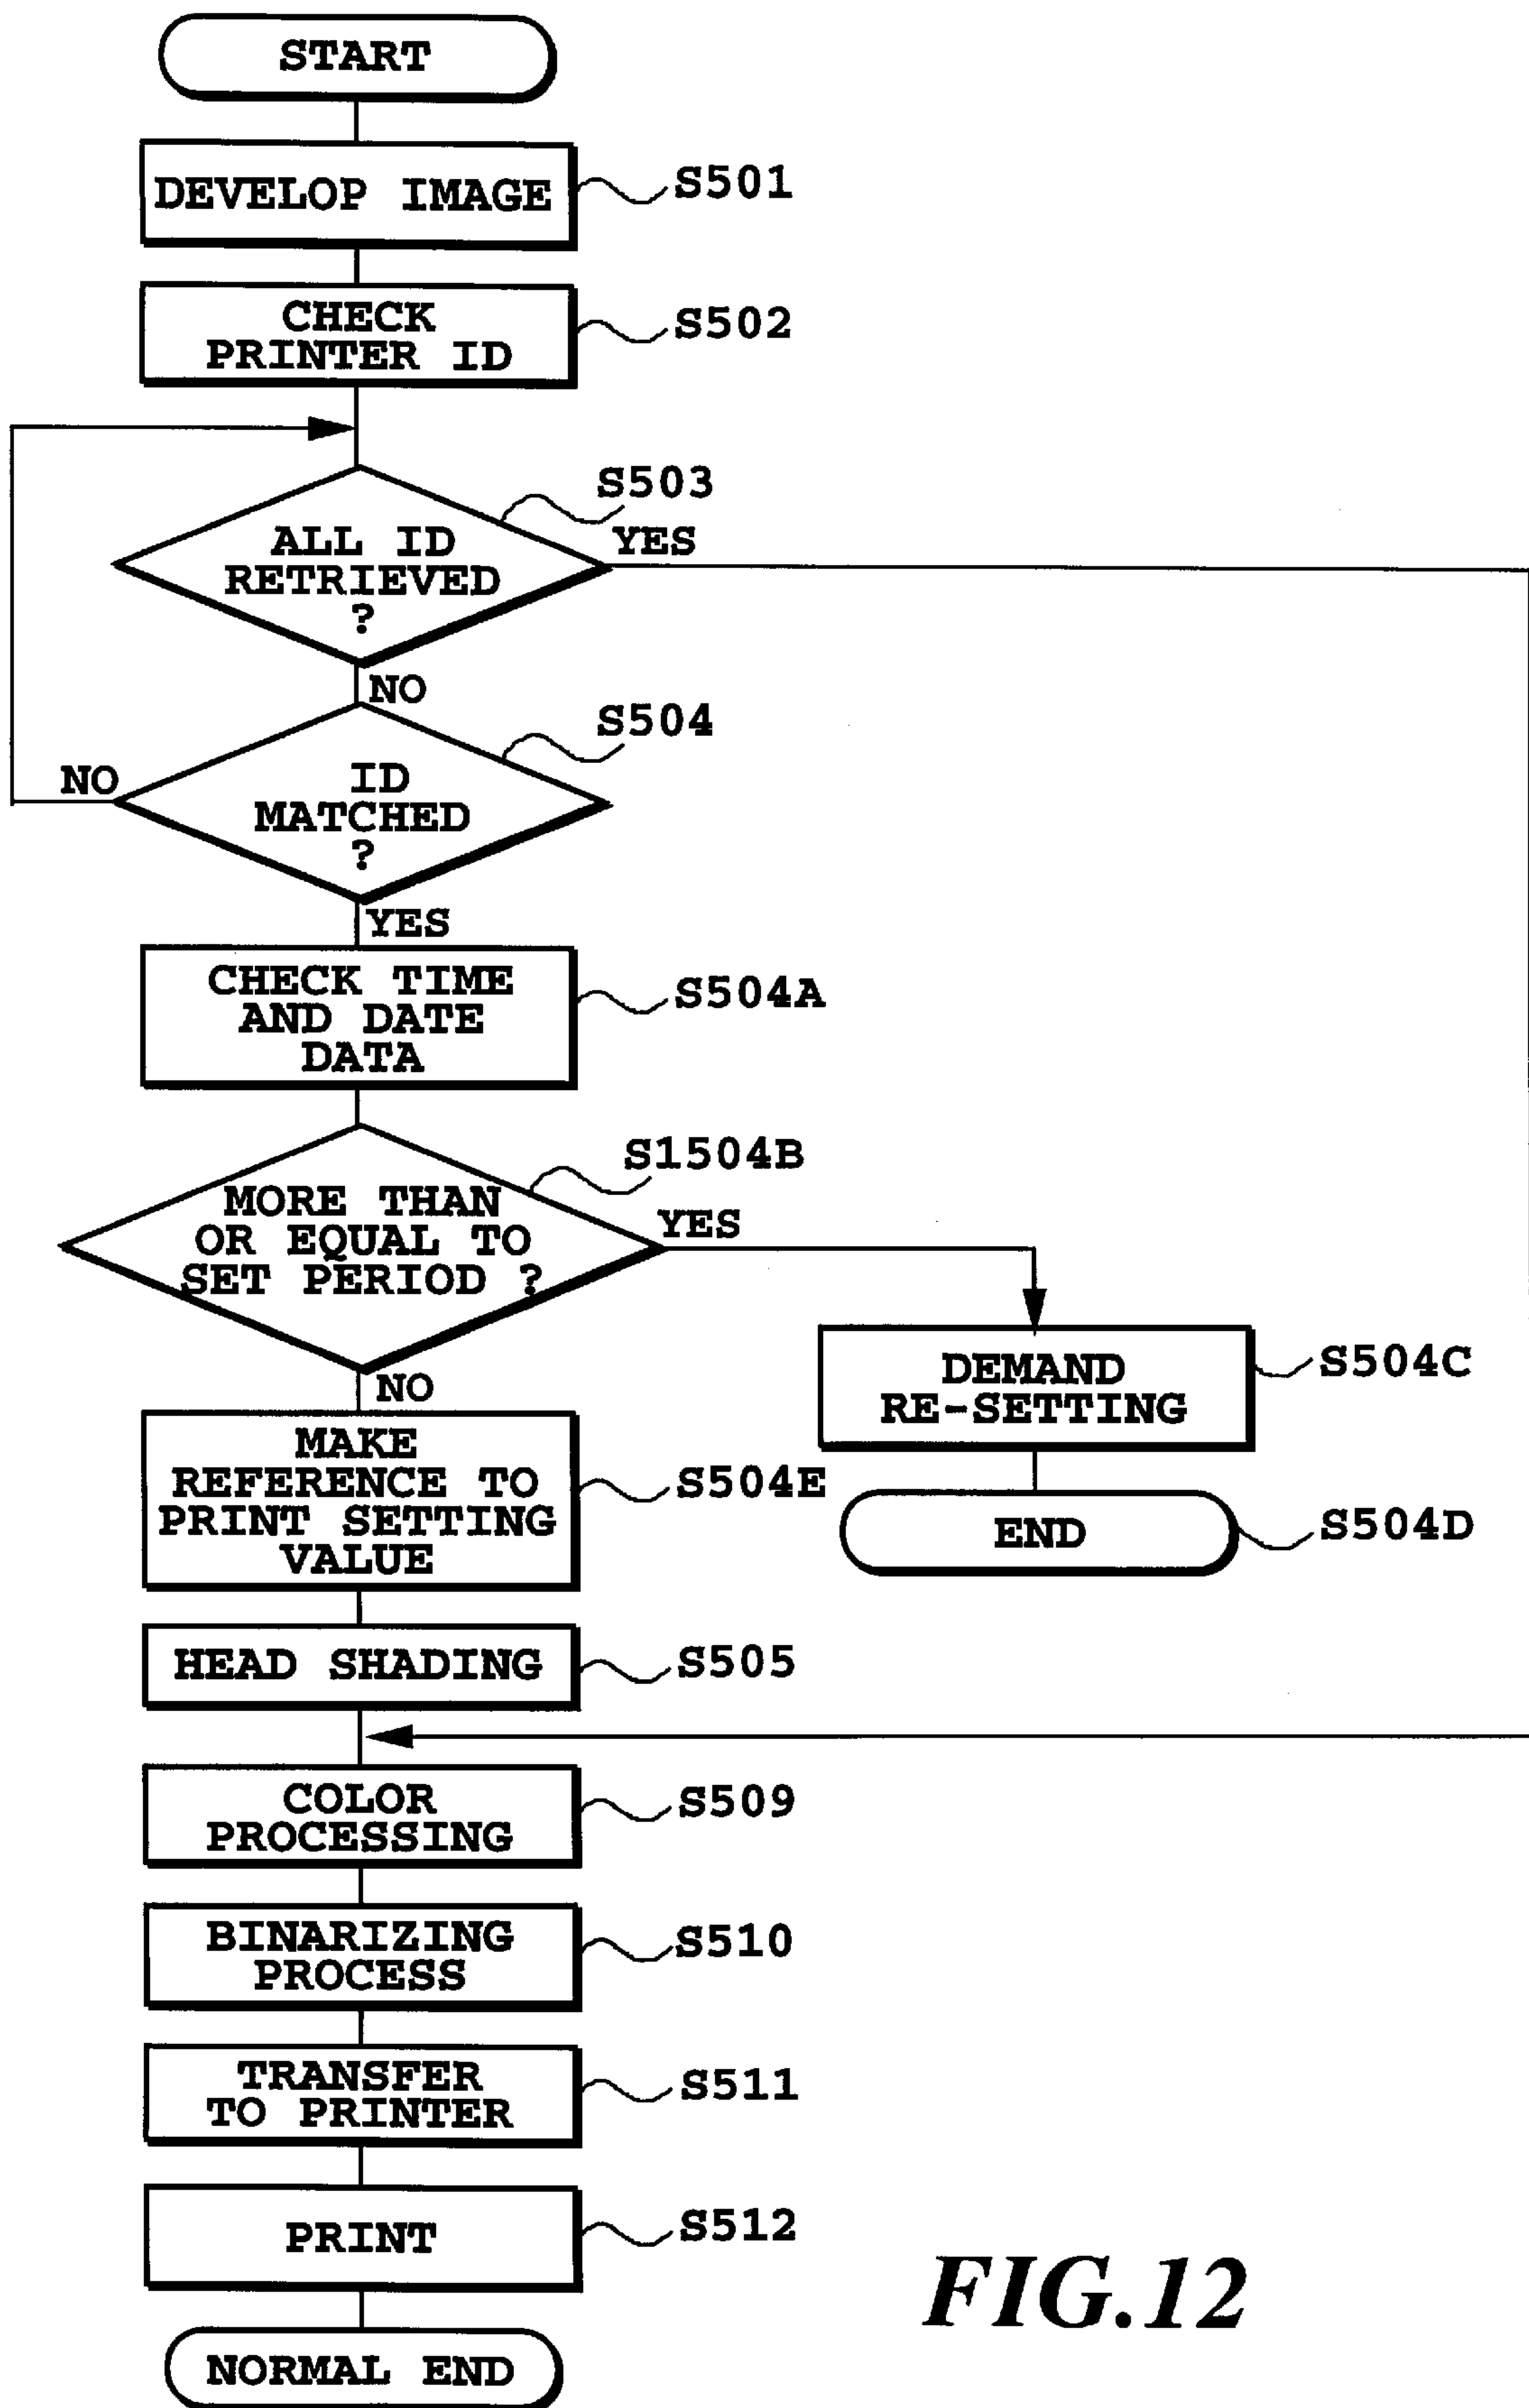 START
DEVELOP IMAGE
S501
CHECK
PRINTER ID
S502
S503
ALL ID
RETRIEVED
?
YES
NO
S504
ID
MATCHED
?
NO
YES
CHECK TIME
AND DATE
DATA
S504A
S1504B
MORE THAN
OR EQUAL TO
SET PERIOD ?
YES
NO
DEMAND
RE-SETTING
S504C
MAKE
REFERENCE TO
PRINT SETTING
VALUE
S504E
END
S504D
HEAD SHADING
S505
COLOR
PROCESSING
S509
BINARIZING
PROCESS
S510
TRANSFER
TO PRINTER
S511
PRINT
S512
FIG.12
NORMAL END